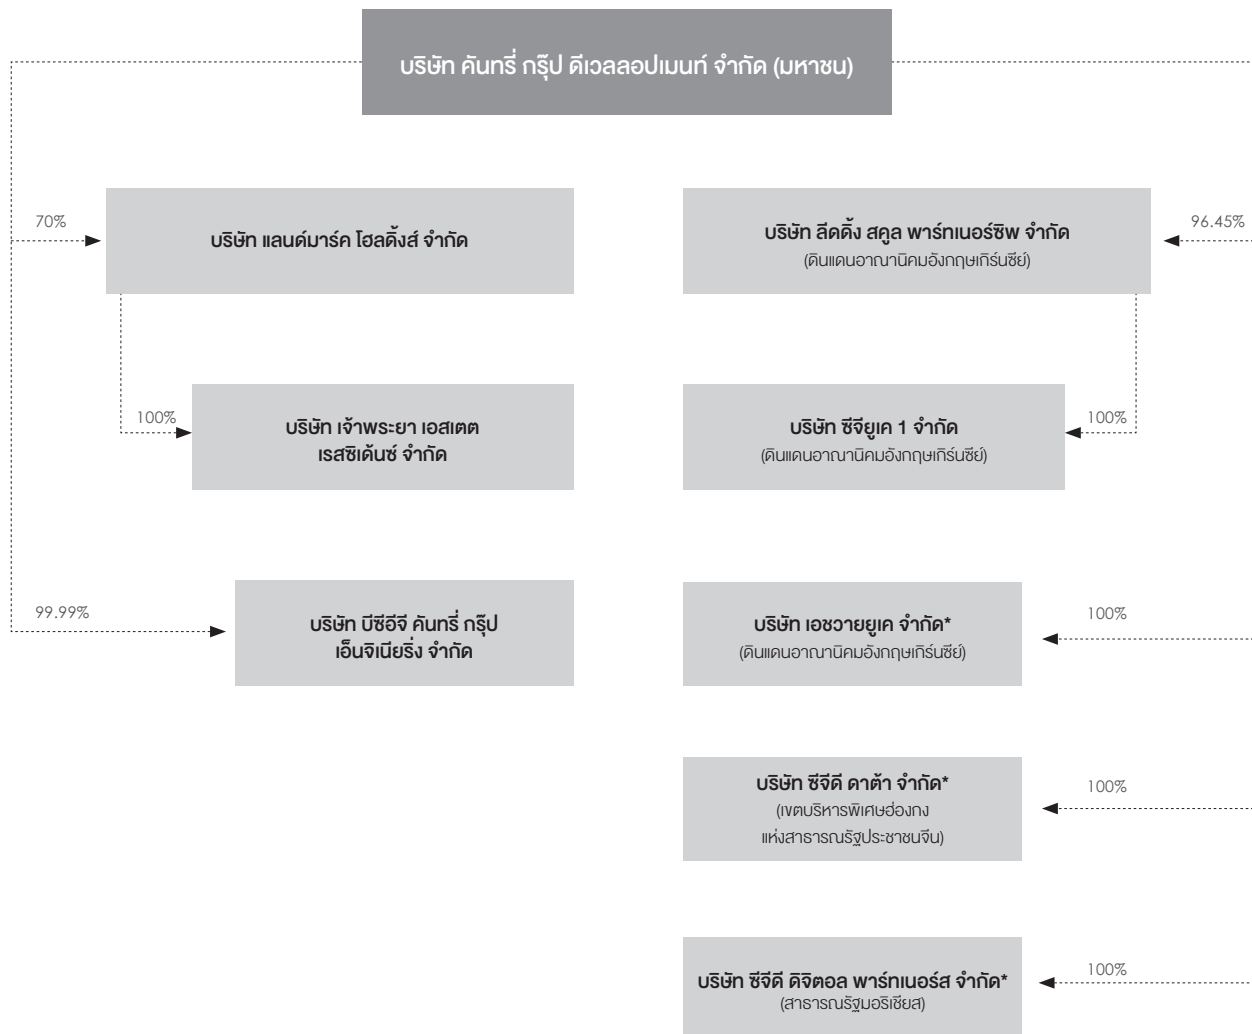 บริษัท คันทรี่ กรุ๊ป ดีเวลลอปเมนท์ จำกัด (มหาชน)
70%
บริษัท แลนด์มาร์ค โฮลดิ้งส์ จำกัด
บริษัท ลีดดิ้ง สคูล พาร์ทเนอร์ชิพ จำกัด
(ดินแดนอาณานิคมอังกฤษเกิร์นซีย์)
96.45%
100%
บริษัท เจ้าพระยา เอสเตต
เรสซิเด้นซ์ จำกัด
บริษัท ซีจียูเค 1 จำกัด
(ดินแดนอาณานิคมอังกฤษเกิร์นซีย์)
100%
99.99%
บริษัท บีซีอีจี คันทรี่ กรุ๊ป
เอ็นจิเนียริ่ง จำกัด
บริษัท เอชวายยูเค จำกัด*
(ดินแดนอาณานิคมอังกฤษเกิร์นซีย์)
100%
บริษัท ซีจีดี ดาต้า จำกัด*
(เขตบริหารพิเศษฮ่องกง
แห่งสาธารณรัฐประชาชนจีน)
100%
บริษัท ซีจีดี ดิจิตอล พาร์ทเนอร์ส จำกัด*
(สาธารณรัฐมอริเชียส)
100%